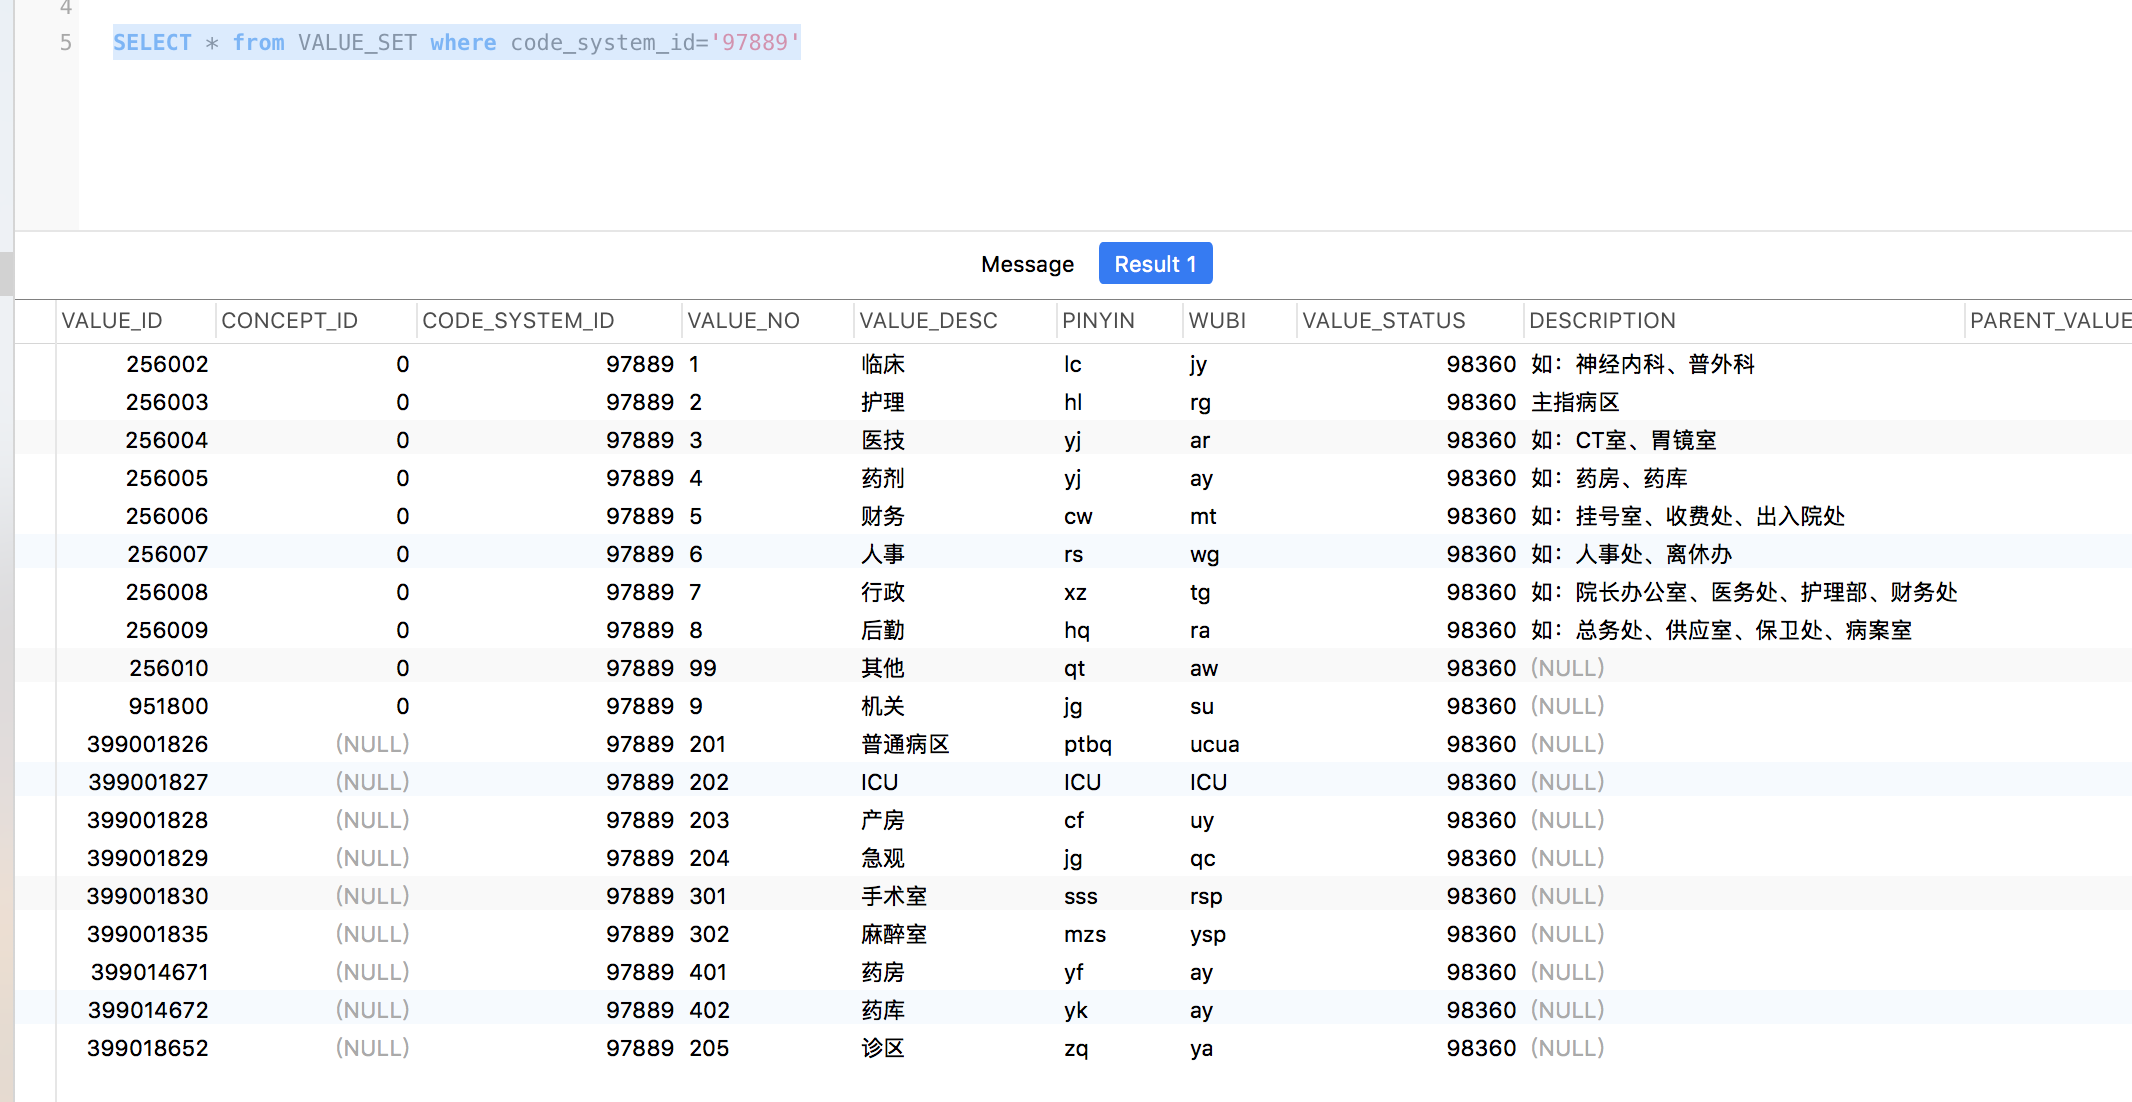 4
5 SELECT * from VALUE_SET where code_system_id='97889'
Message Result 1
VALUE_ID CONCEPT_ID CODE_SYSTEM_ID VALUE_NO VALUE_DESC PINYIN WUBI VALUE_STATUS DESCRIPTION PARENT_VALUE
256002 0 97889 1 临床 lc jy 98360 如：神经内科、普外科
256003 0 97889 2 护理 hl rg 98360 主指病区
256004 0 97889 3 医技 yj ar 98360 如：CT室、胃镜室
256005 0 97889 4 药剂 yj ay 98360 如：药房、药库
256006 0 97889 5 财务 cw mt 98360 如：挂号室、收费处、出入院处
256007 0 97889 6 人事 rs wg 98360 如：人事处、离休办
256008 0 97889 7 行政 xz tg 98360 如：院长办公室、医务处、护理部、财务处
256009 0 97889 8 后勤 hq ra 98360 如：总务处、供应室、保卫处、病案室
256010 0 97889 99 其他 qt aw 98360 (NULL)
951800 0 97889 9 机关 jg su 98360 (NULL)
399001826 (NULL) 97889 201 普通病区 ptbq ucua 98360 (NULL)
399001827 (NULL) 97889 202 ICU ICU ICU 98360 (NULL)
399001828 (NULL) 97889 203 产房 cf uy 98360 (NULL)
399001829 (NULL) 97889 204 急观 jg qc 98360 (NULL)
399001830 (NULL) 97889 301 手术室 sss rsp 98360 (NULL)
399001835 (NULL) 97889 302 麻醉室 mzs ysp 98360 (NULL)
399014671 (NULL) 97889 401 药房 yf ay 98360 (NULL)
399014672 (NULL) 97889 402 药库 yk ay 98360 (NULL)
399018652 (NULL) 97889 205 诊区 zq ya 98360 (NULL)